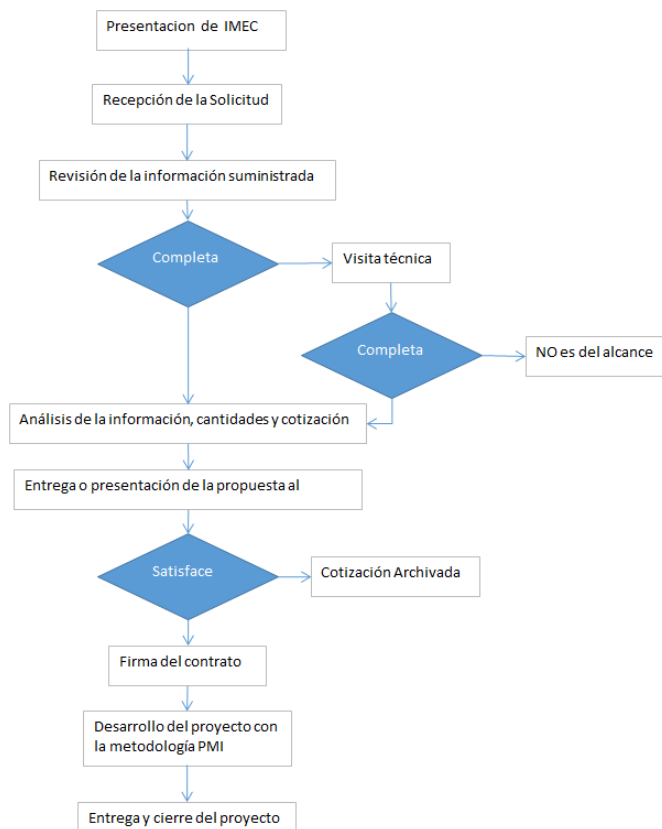 Presentacion de IMEC
Recepción de la Solicitud
Revisión de la información suministrada
Completa
Visita técnica
Completa
NO es del alcance
Análisis de la información, cantidades y cotización
Entrega o presentación de la propuesta al
Satisface
Cotización Archivada
Firma del contrato
Desarrollo del proyecto con
la metodología PMI
Entrega y cierre del proyecto